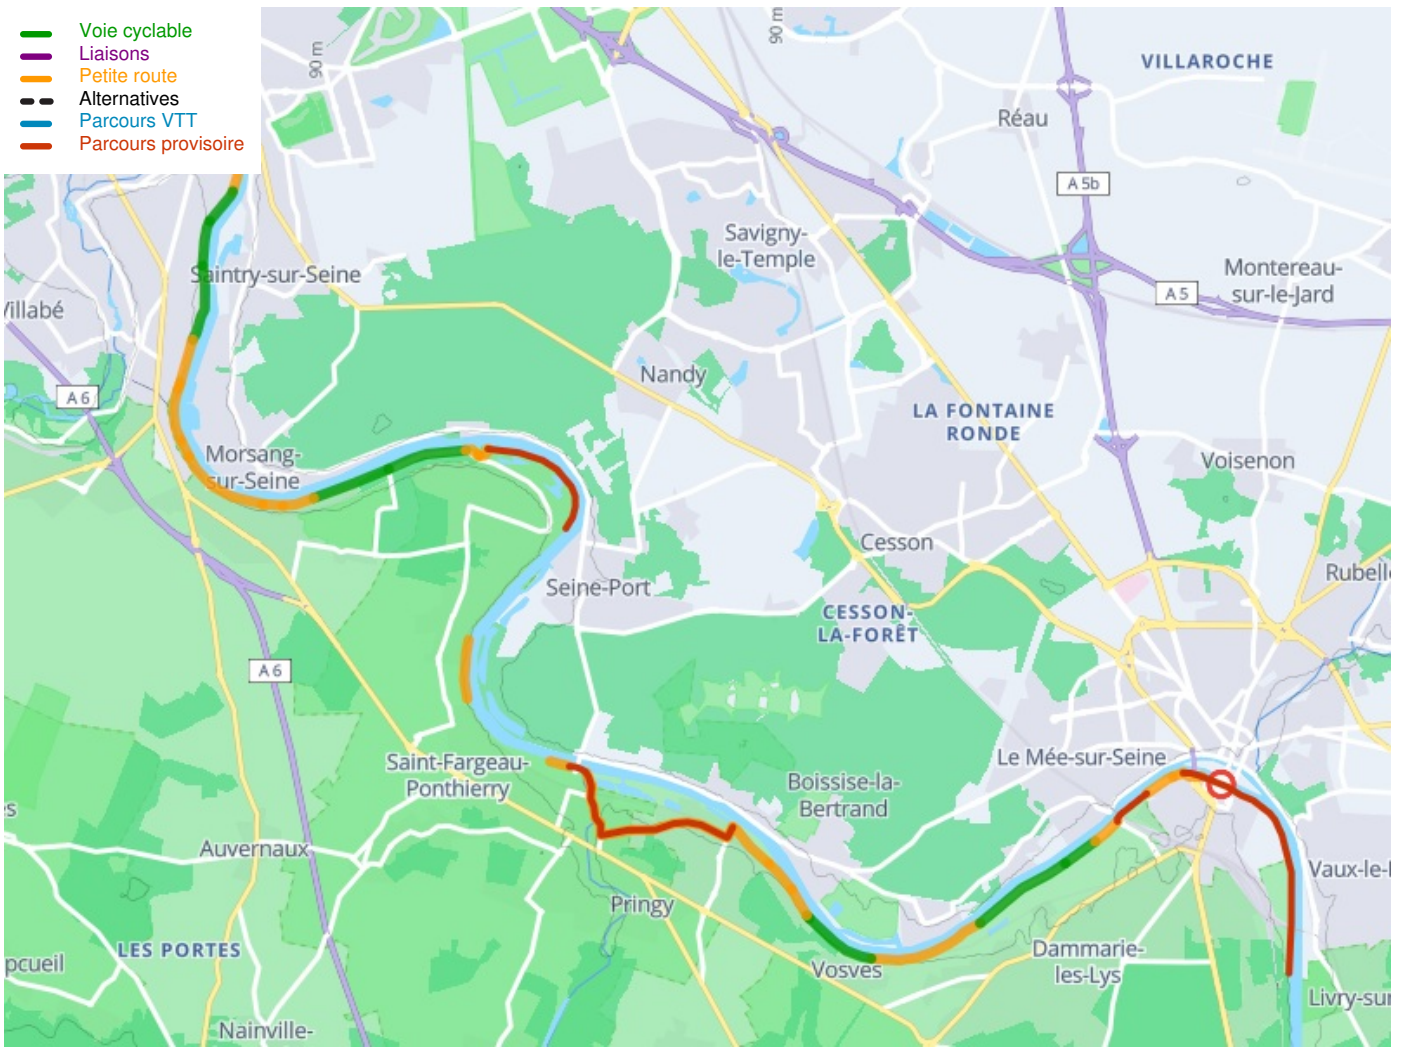 Voie cyclable
Liaisons
Petite route
Alternatives
Parcours VTT
Parcours provisoire
90 m
90 m
VILLAROCHE
Réau
A 5b
Savigny-
le-Temple
Saintry-sur-Seine
Villabé
Montereau-
sur-le-Jard
A 5
A 6
Nandy
LA FONTAINE
RONDE
Morsang-
sur-Seine
Voisenon
Cesson
Seine-Port
Rubelle
CESSON-
LA-FORÊT
A 6
Saint-Fargeau-
Ponthierry
Le Mée-sur-Seine
Boissise-la-
Bertrand
es
Auvernaux
Vaux-le-
Pringy
LES PORTES
pcueil
Vosves
Dammarie-
les-Lys
Livry-sur
Nainville-